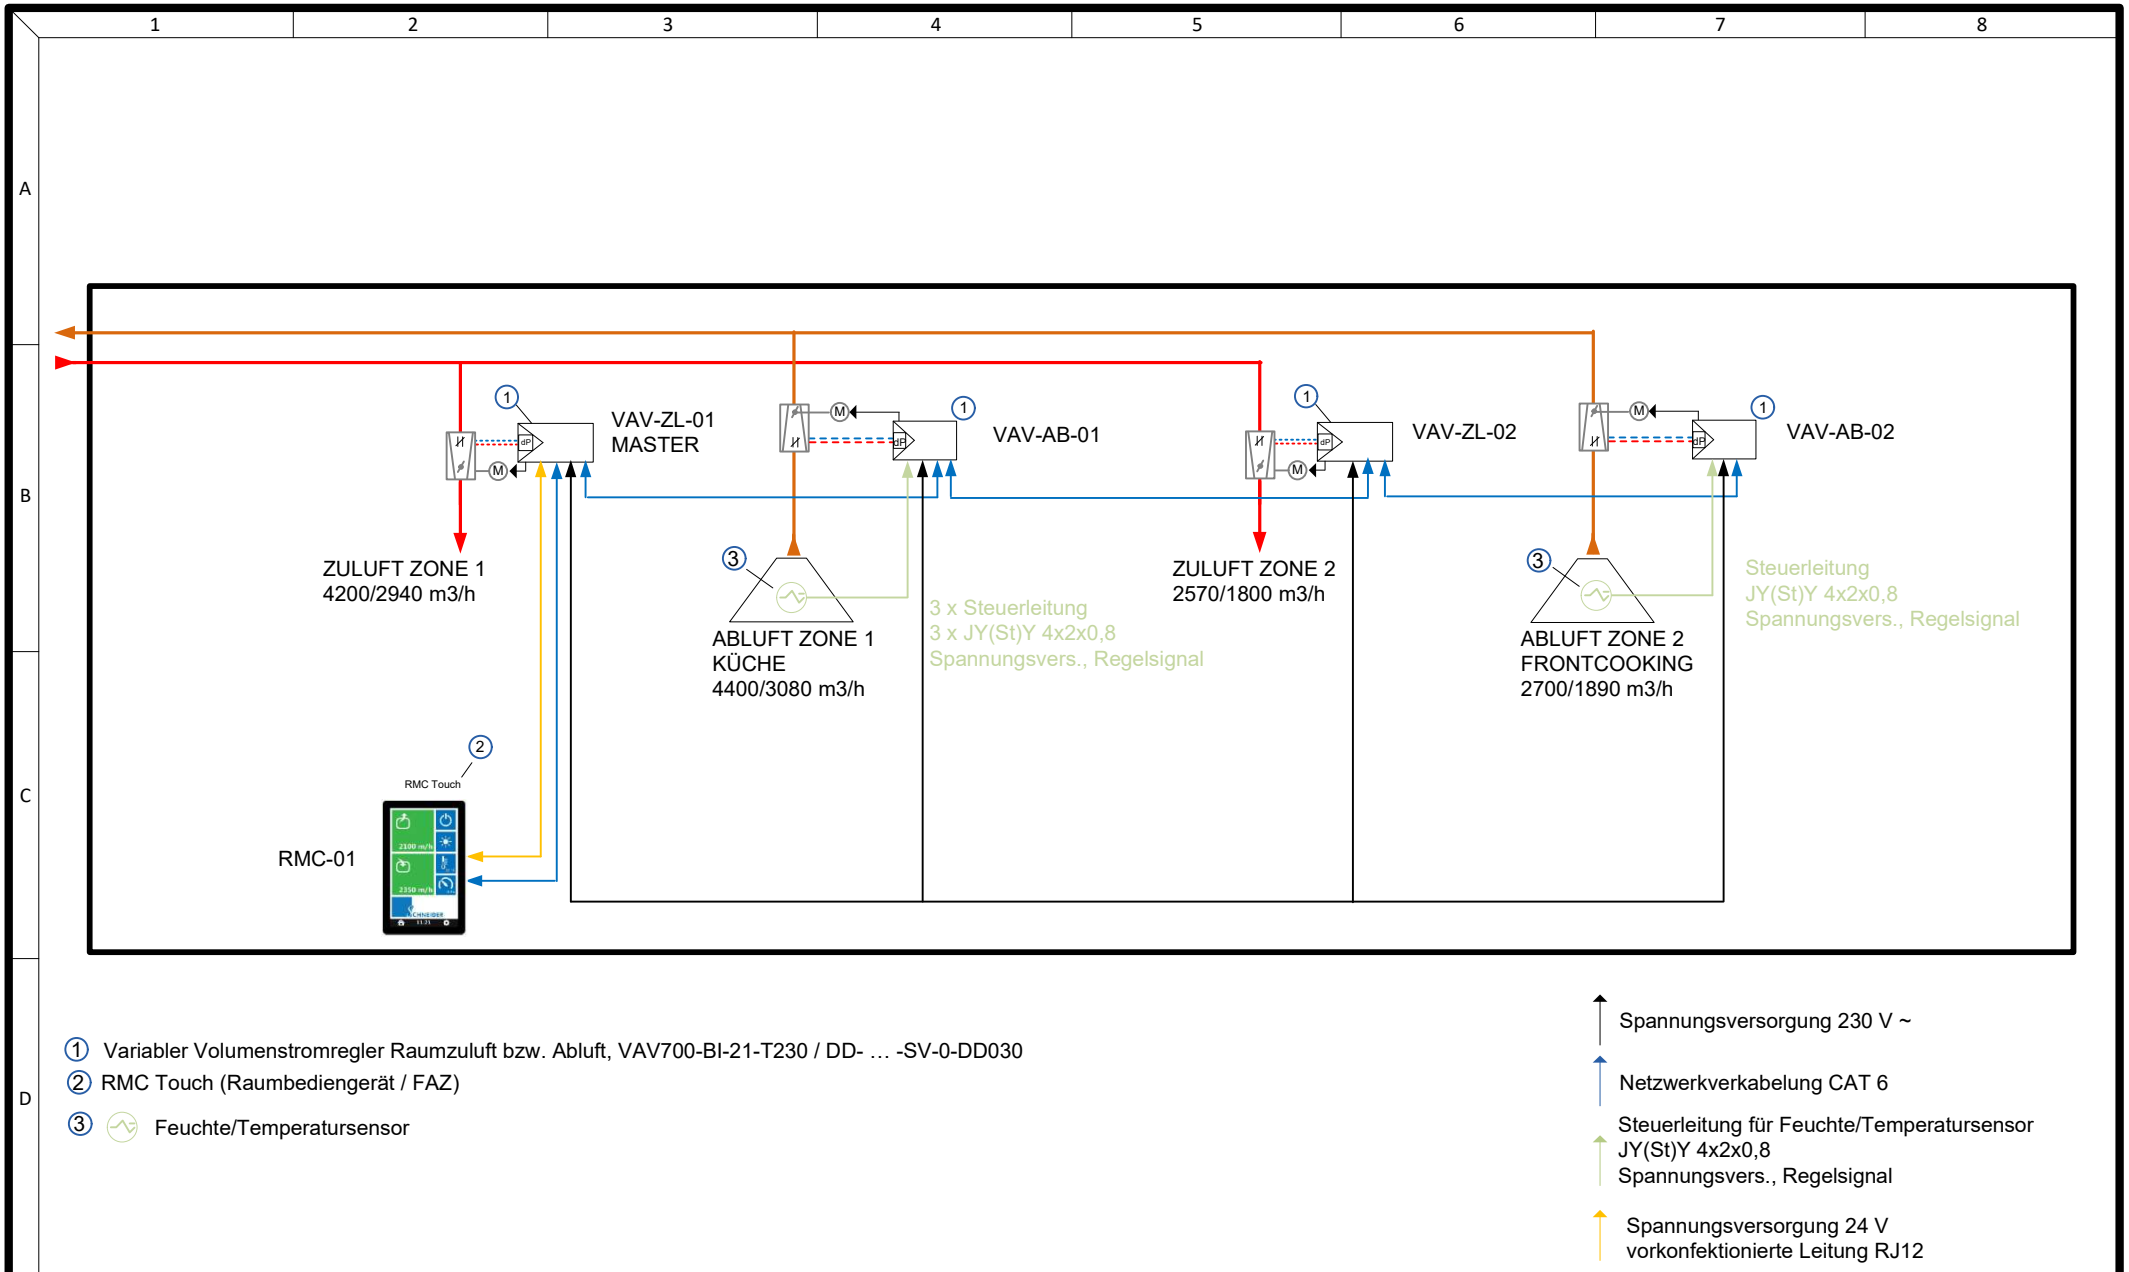 1 2 3 4 5 6 7 8
A
B
C
D
1
VAV-ZL-01
MASTER
dP
M
M
1
dP
VAV-AB-01
1
dP
M
VAV-ZL-02
M
1
dP
VAV-AB-02
ZULUFT ZONE 1
4200/2940 m3/h
3
ABLUFT ZONE 1
KÜCHE
4400/3080 m3/h
3 x Steuerleitung
3 x JY(St)Y 4x2x0,8
Spannungsvers., Regelsignal
ZULUFT ZONE 2
2570/1800 m3/h
3
ABLUFT ZONE 2
FRONTCOOKING
2700/1890 m3/h
Steuerleitung
JY(St)Y 4x2x0,8
Spannungsvers., Regelsignal
2
RMC Touch
RMC-01
2100 m/h
2350 m/h
SCHNEIDER
11:21
1 Variabler Volumenstromregler Raumzuluft bzw. Abluft, VAV700-BI-21-T230 / DD- ... -SV-0-DD030
2 RMC Touch (Raumbediengerät / FAZ)
3 Feuchte/Temperatursensor
Spannungsversorgung 230 V ~
Netzwerkverkabelung CAT 6
Steuerleitung für Feuchte/Temperatursensor
JY(St)Y 4x2x0,8
Spannungsvers., Regelsignal
Spannungsversorgung 24 V
vorkonfektionierte Leitung RJ12